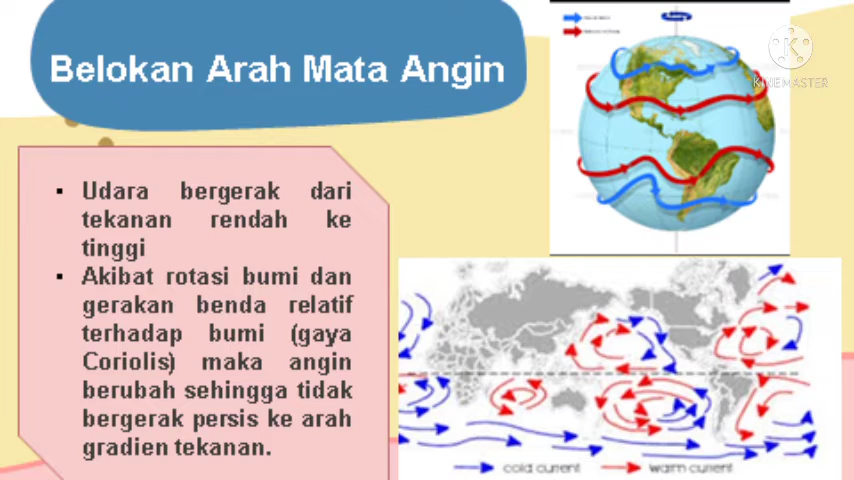 Belokan Arah Mata Angin
KINEMASTER
▪ Udara bergerak dari
tekanan rendah ke
tinggi
▪ Akibat rotasi bumi dan
gerakan benda relatif
terhadap bumi (gaya
Coriolis) maka angin
berubah sehingga tidak
bergerak persis ke arah
gradien tekanan.
cold current
warm current